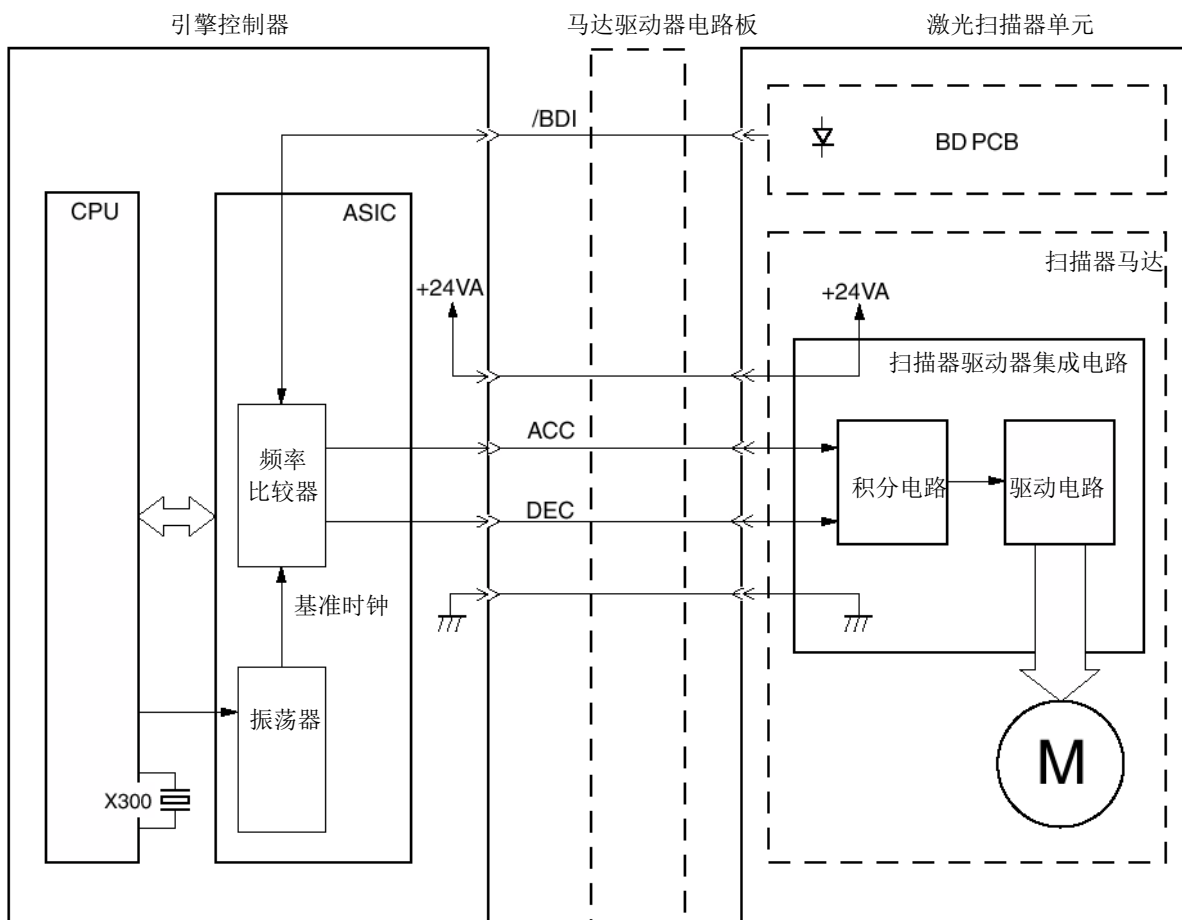 引擎控制器
马达驱动器电路板
激光扫描器单元
/BDI
BD PCB
CPU
ASIC
扫描器马达
+24VA
+24VA
扫描器驱动器集成电路
ACC
频率
比较器
积分电路
驱动电路
DEC
基准时钟
振荡器
M
X300